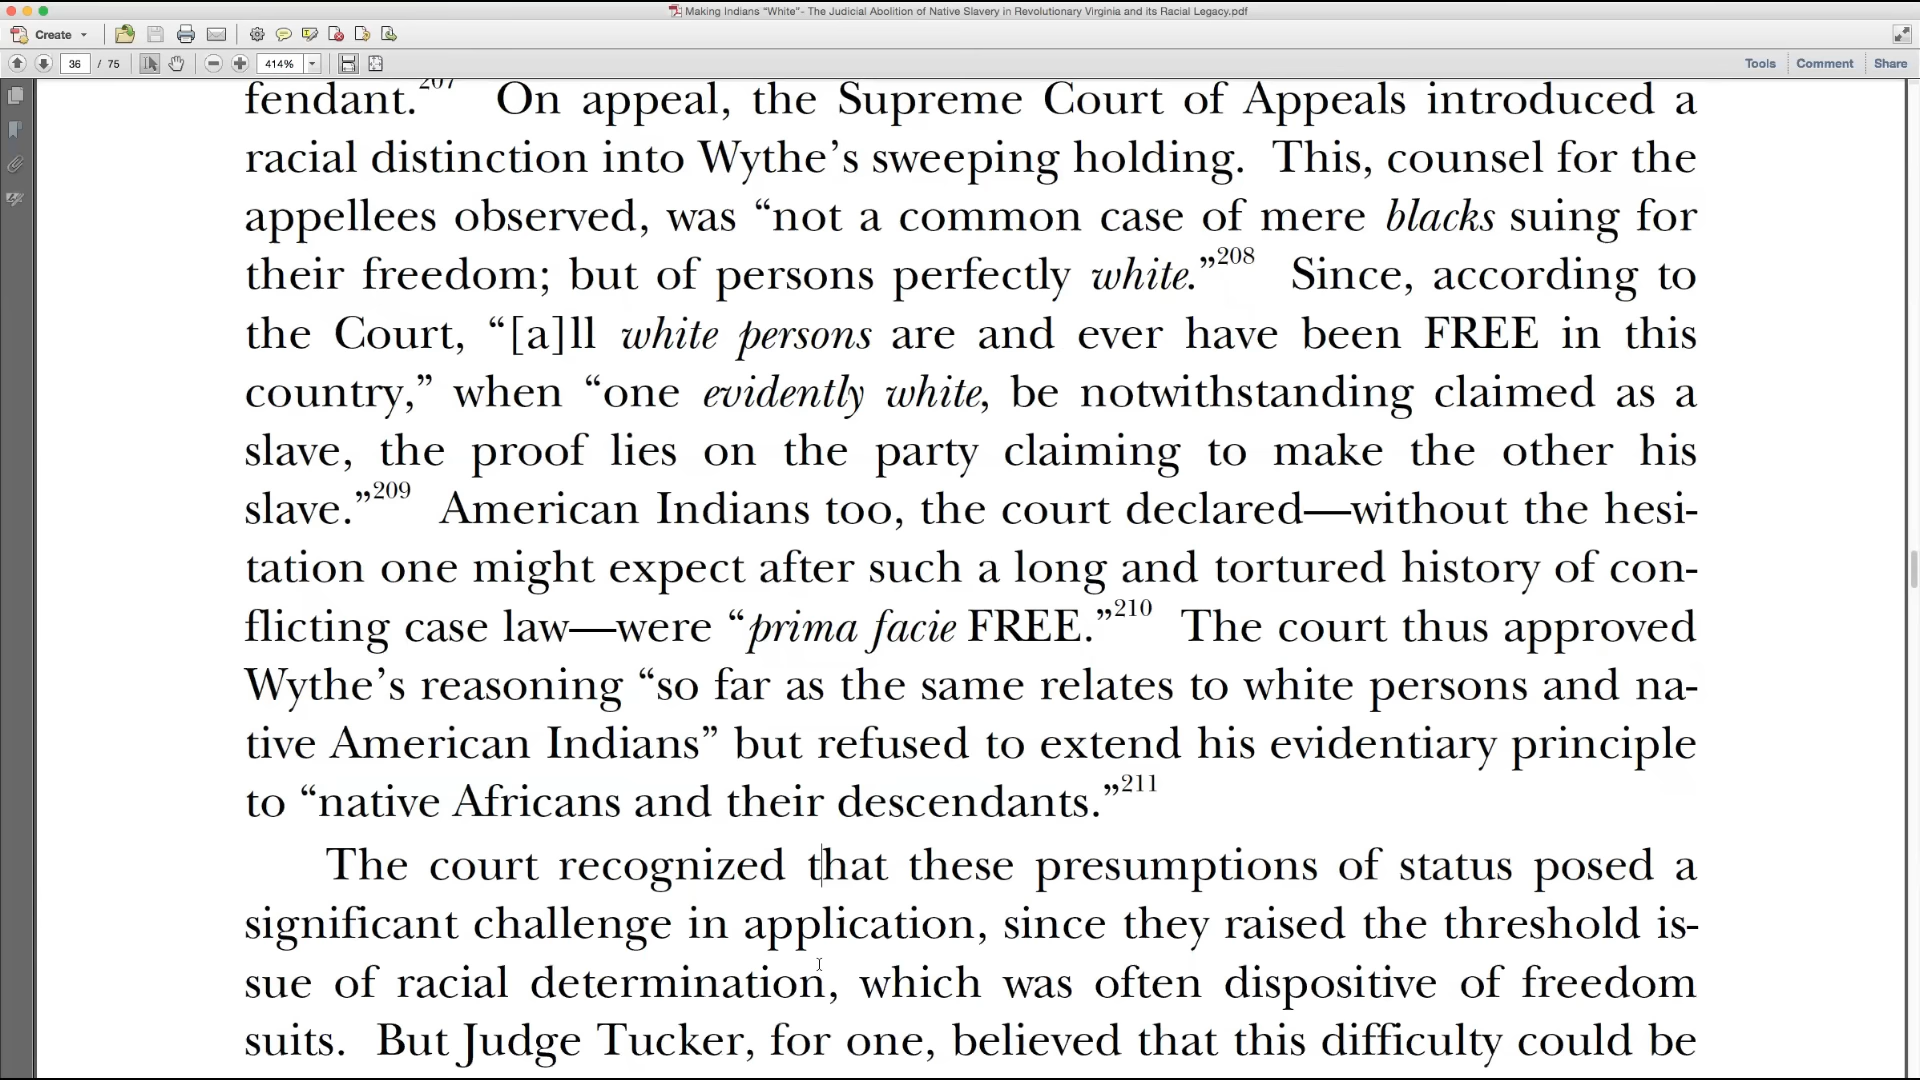 Making Indians “White”- The Judicial Abolition of Native Slavery in Revolutionary Virginia and its Racial Legacy.pdf
Create
36 / 75
414%
Tools
Comment
Share
fendant.207 On appeal, the Supreme Court of Appeals introduced a
racial distinction into Wythe’s sweeping holding. This, counsel for the
appellees observed, was “not a common case of mere blacks suing for
their freedom; but of persons perfectly white.”208 Since, according to
the Court, “[a]ll white persons are and ever have been FREE in this
country,” when “one evidently white, be notwithstanding claimed as a
slave, the proof lies on the party claiming to make the other his
slave.”209 American Indians too, the court declared—without the hesi-
tation one might expect after such a long and tortured history of con-
flicting case law—were “prima facie FREE.”210 The court thus approved
Wythe’s reasoning “so far as the same relates to white persons and na-
tive American Indians” but refused to extend his evidentiary principle
to “native Africans and their descendants.”211
The court recognized that these presumptions of status posed a
significant challenge in application, since they raised the threshold is-
sue of racial determination, which was often dispositive of freedom
suits. But Judge Tucker, for one, believed that this difficulty could be